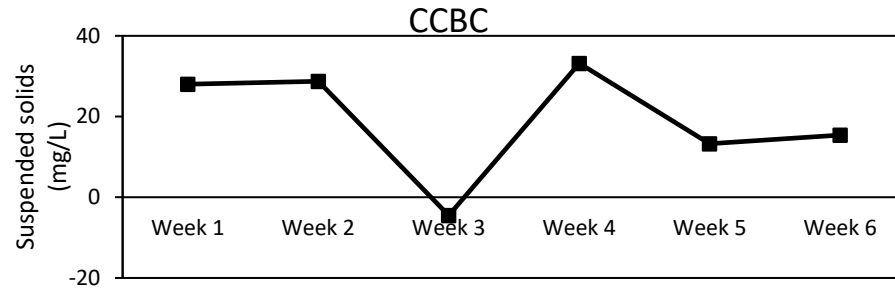 CCBC
Suspended solids
(mg/L)
40
20
0
-20
Week 1
Week 2
Week 3
Week 4
Week 5
Week 6